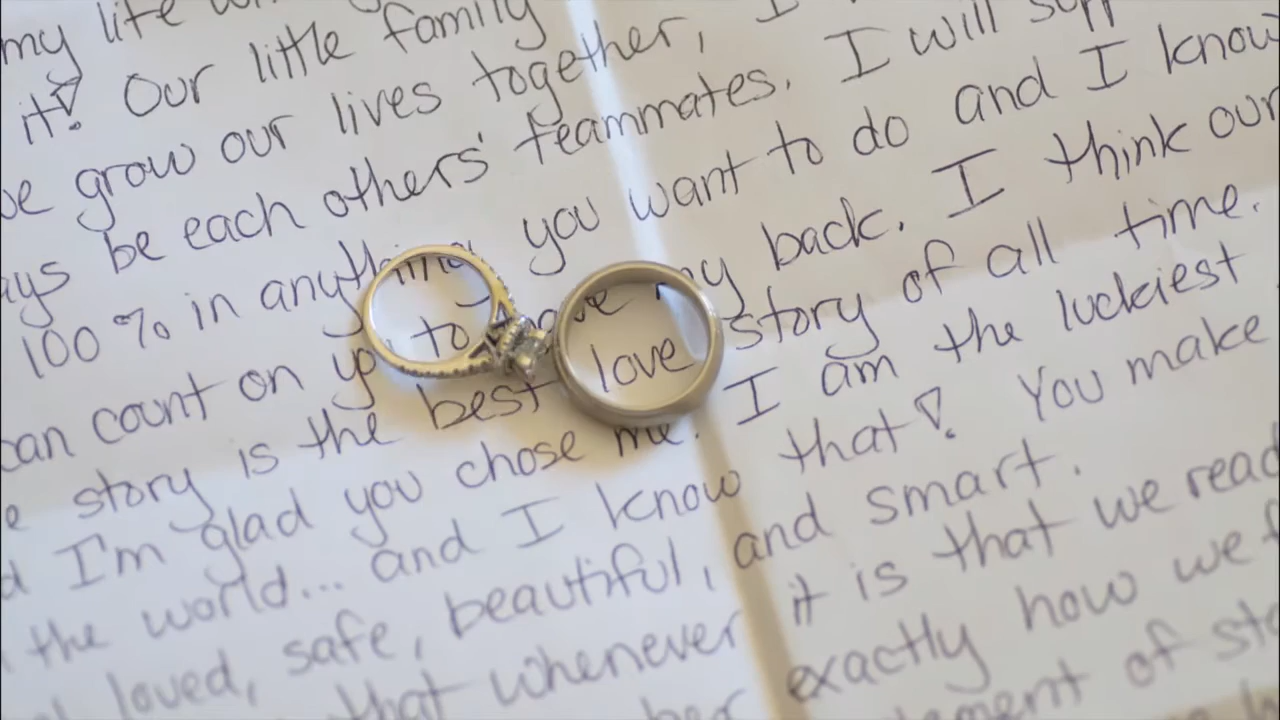 my life
it! Our little family
we grow our lives together, I
ays be each others' teammates. I will supp
100% in anything you want to do and I know
can count on you to have my back. I think our
e story is the best love story of all time.
d I'm glad you chose me. I am the luckiest
the world... and I know that! You make
loved, safe, beautiful, and smart.
that whenever it is that we read
exactly how we f
ment of